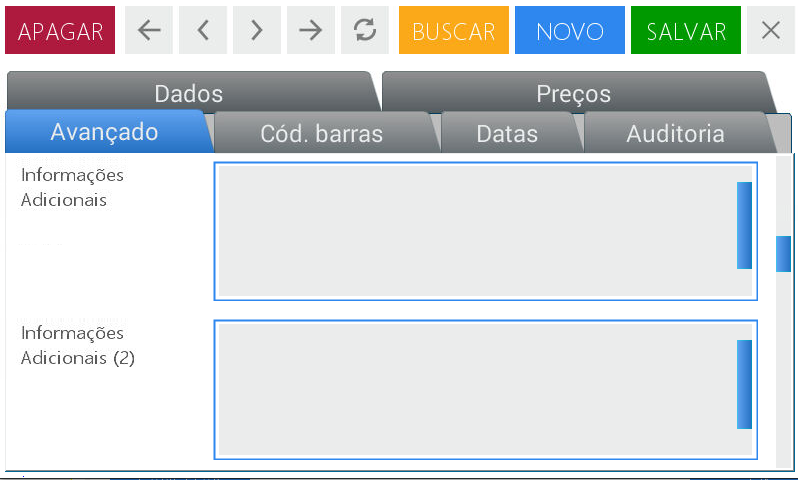 APAGAR BUSCAR NOVO SALVAR
Dados Preços
Avançado Cód. barras Datas Auditoria
Informações
Adicionais
Informações
Adicionais (2)